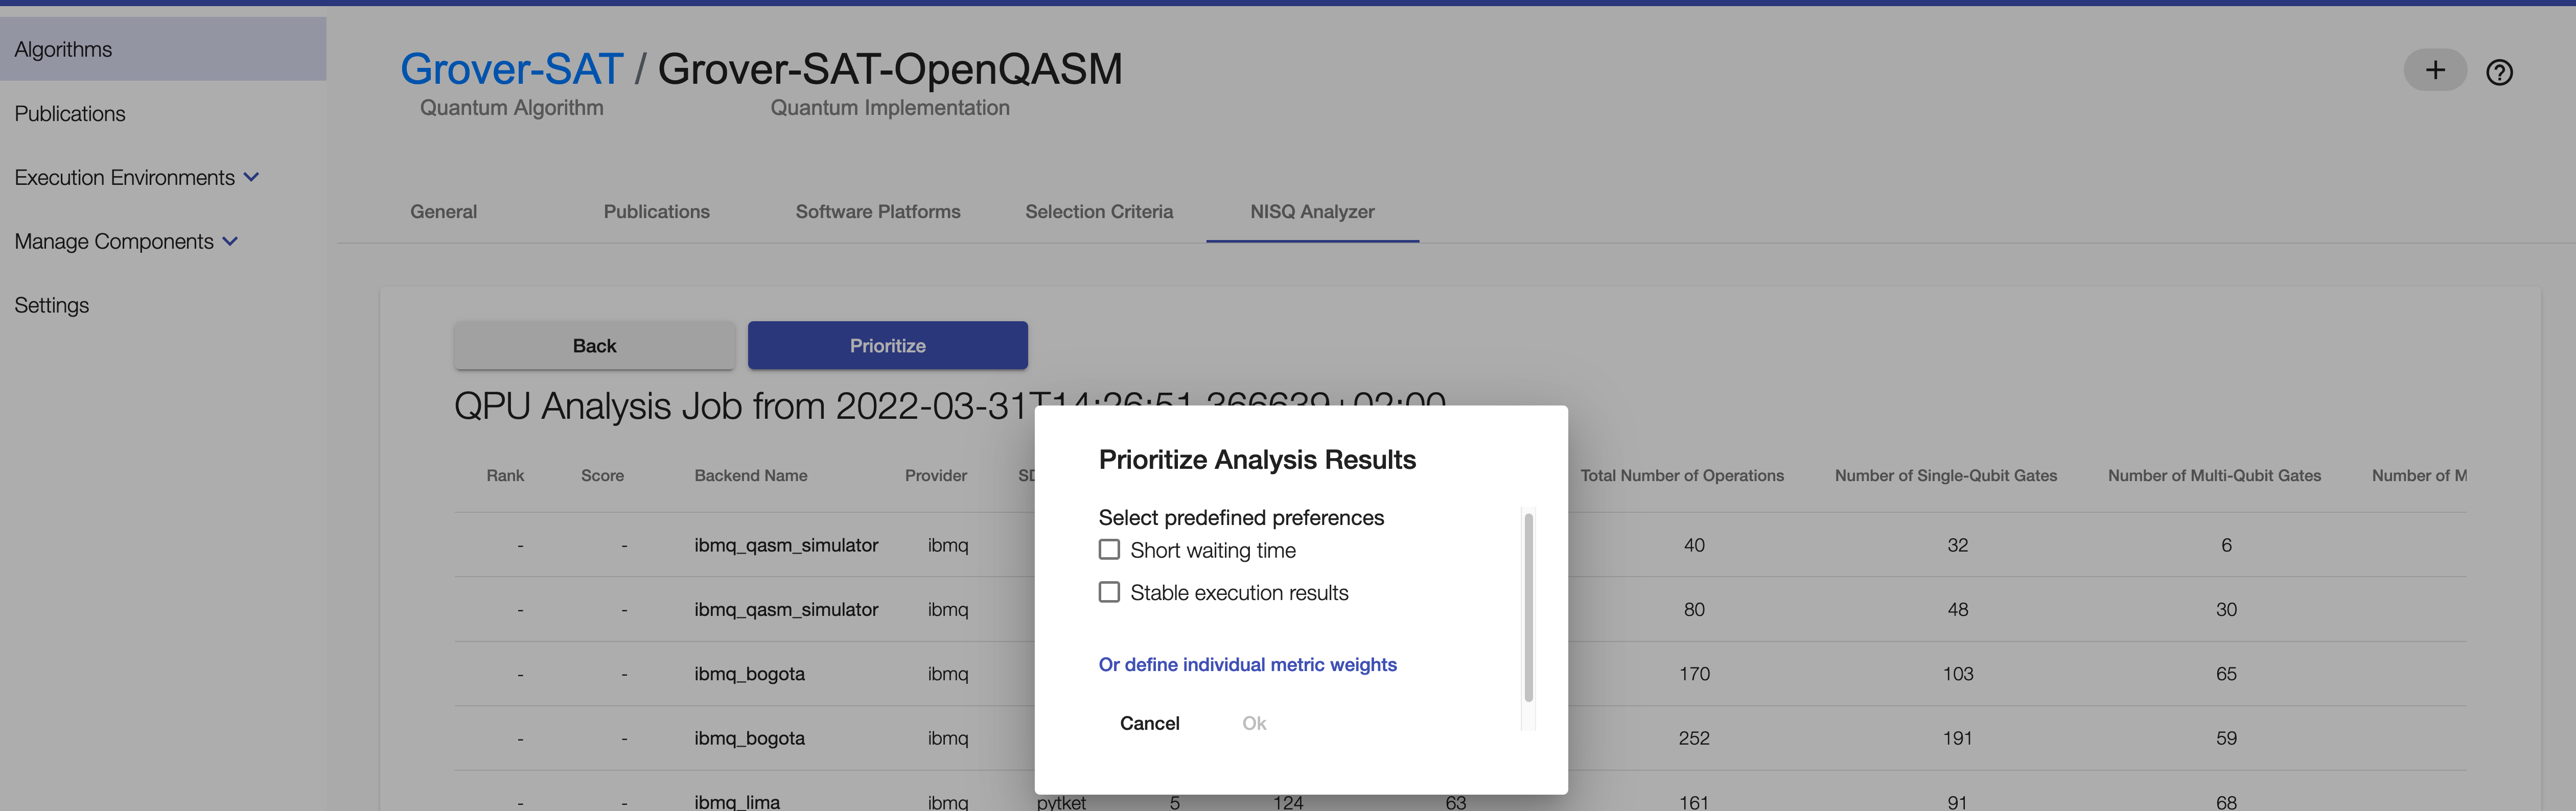 Algorithms
Publications
Execution Environments
Manage Components
Settings
Grover-SAT / Grover-SAT-OpenQASM
Quantum Algorithm Quantum Implementation
+ ?
General Publications Software Platforms Selection Criteria NISQ Analyzer
Back Prioritize
QPU Analysis Job from 2022-03-31T14:26:51.366639+02:00
Rank Score Backend Name Provider Total Number of Operations Number of Single-Qubit Gates Number of Multi-Qubit Gates Number of M
- - ibmq_qasm_simulator ibmq 40 32 6
- - ibmq_qasm_simulator ibmq 80 48 30
- - ibmq_bogota ibmq 170 103 65
- - ibmq_bogota ibmq 252 191 59
- - ibmq_lima ibmq pytket 5 124 63 161 91 68
Prioritize Analysis Results
Select predefined preferences
Short waiting time
Stable execution results
Or define individual metric weights
Cancel Ok